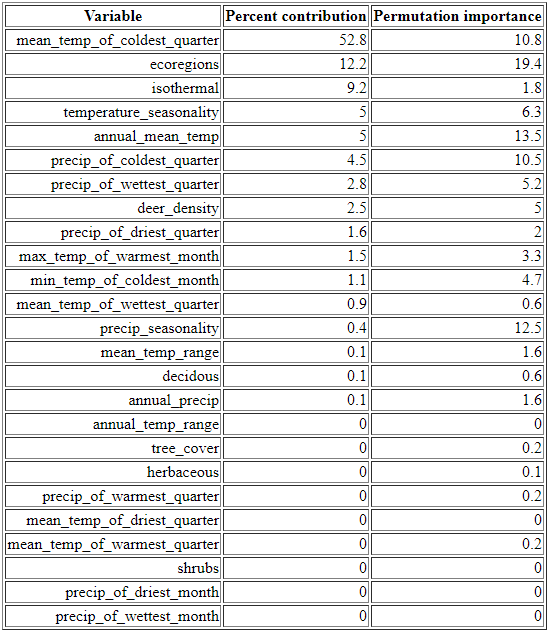 Variable Percent contribution Permutation importance
mean_temp_of_coldest_quarter 52.8 10.8
ecoregions 12.2 19.4
isothermal 9.2 1.8
temperature_seasonality 5 6.3
annual_mean_temp 5 13.5
precip_of_coldest_quarter 4.5 10.5
precip_of_wettest_quarter 2.8 5.2
deer_density 2.5 5
precip_of_driest_quarter 1.6 2
max_temp_of_warmest_month 1.5 3.3
min_temp_of_coldest_month 1.1 4.7
mean_temp_of_wettest_quarter 0.9 0.6
precip_seasonality 0.4 12.5
mean_temp_range 0.1 1.6
decidous 0.1 0.6
annual_precip 0.1 1.6
annual_temp_range 0 0
tree_cover 0 0.2
herbaceous 0 0.1
precip_of_warmest_quarter 0 0.2
mean_temp_of_driest_quarter 0 0
mean_temp_of_warmest_quarter 0 0.2
shrubs 0 0
precip_of_driest_month 0 0
precip_of_wettest_month 0 0